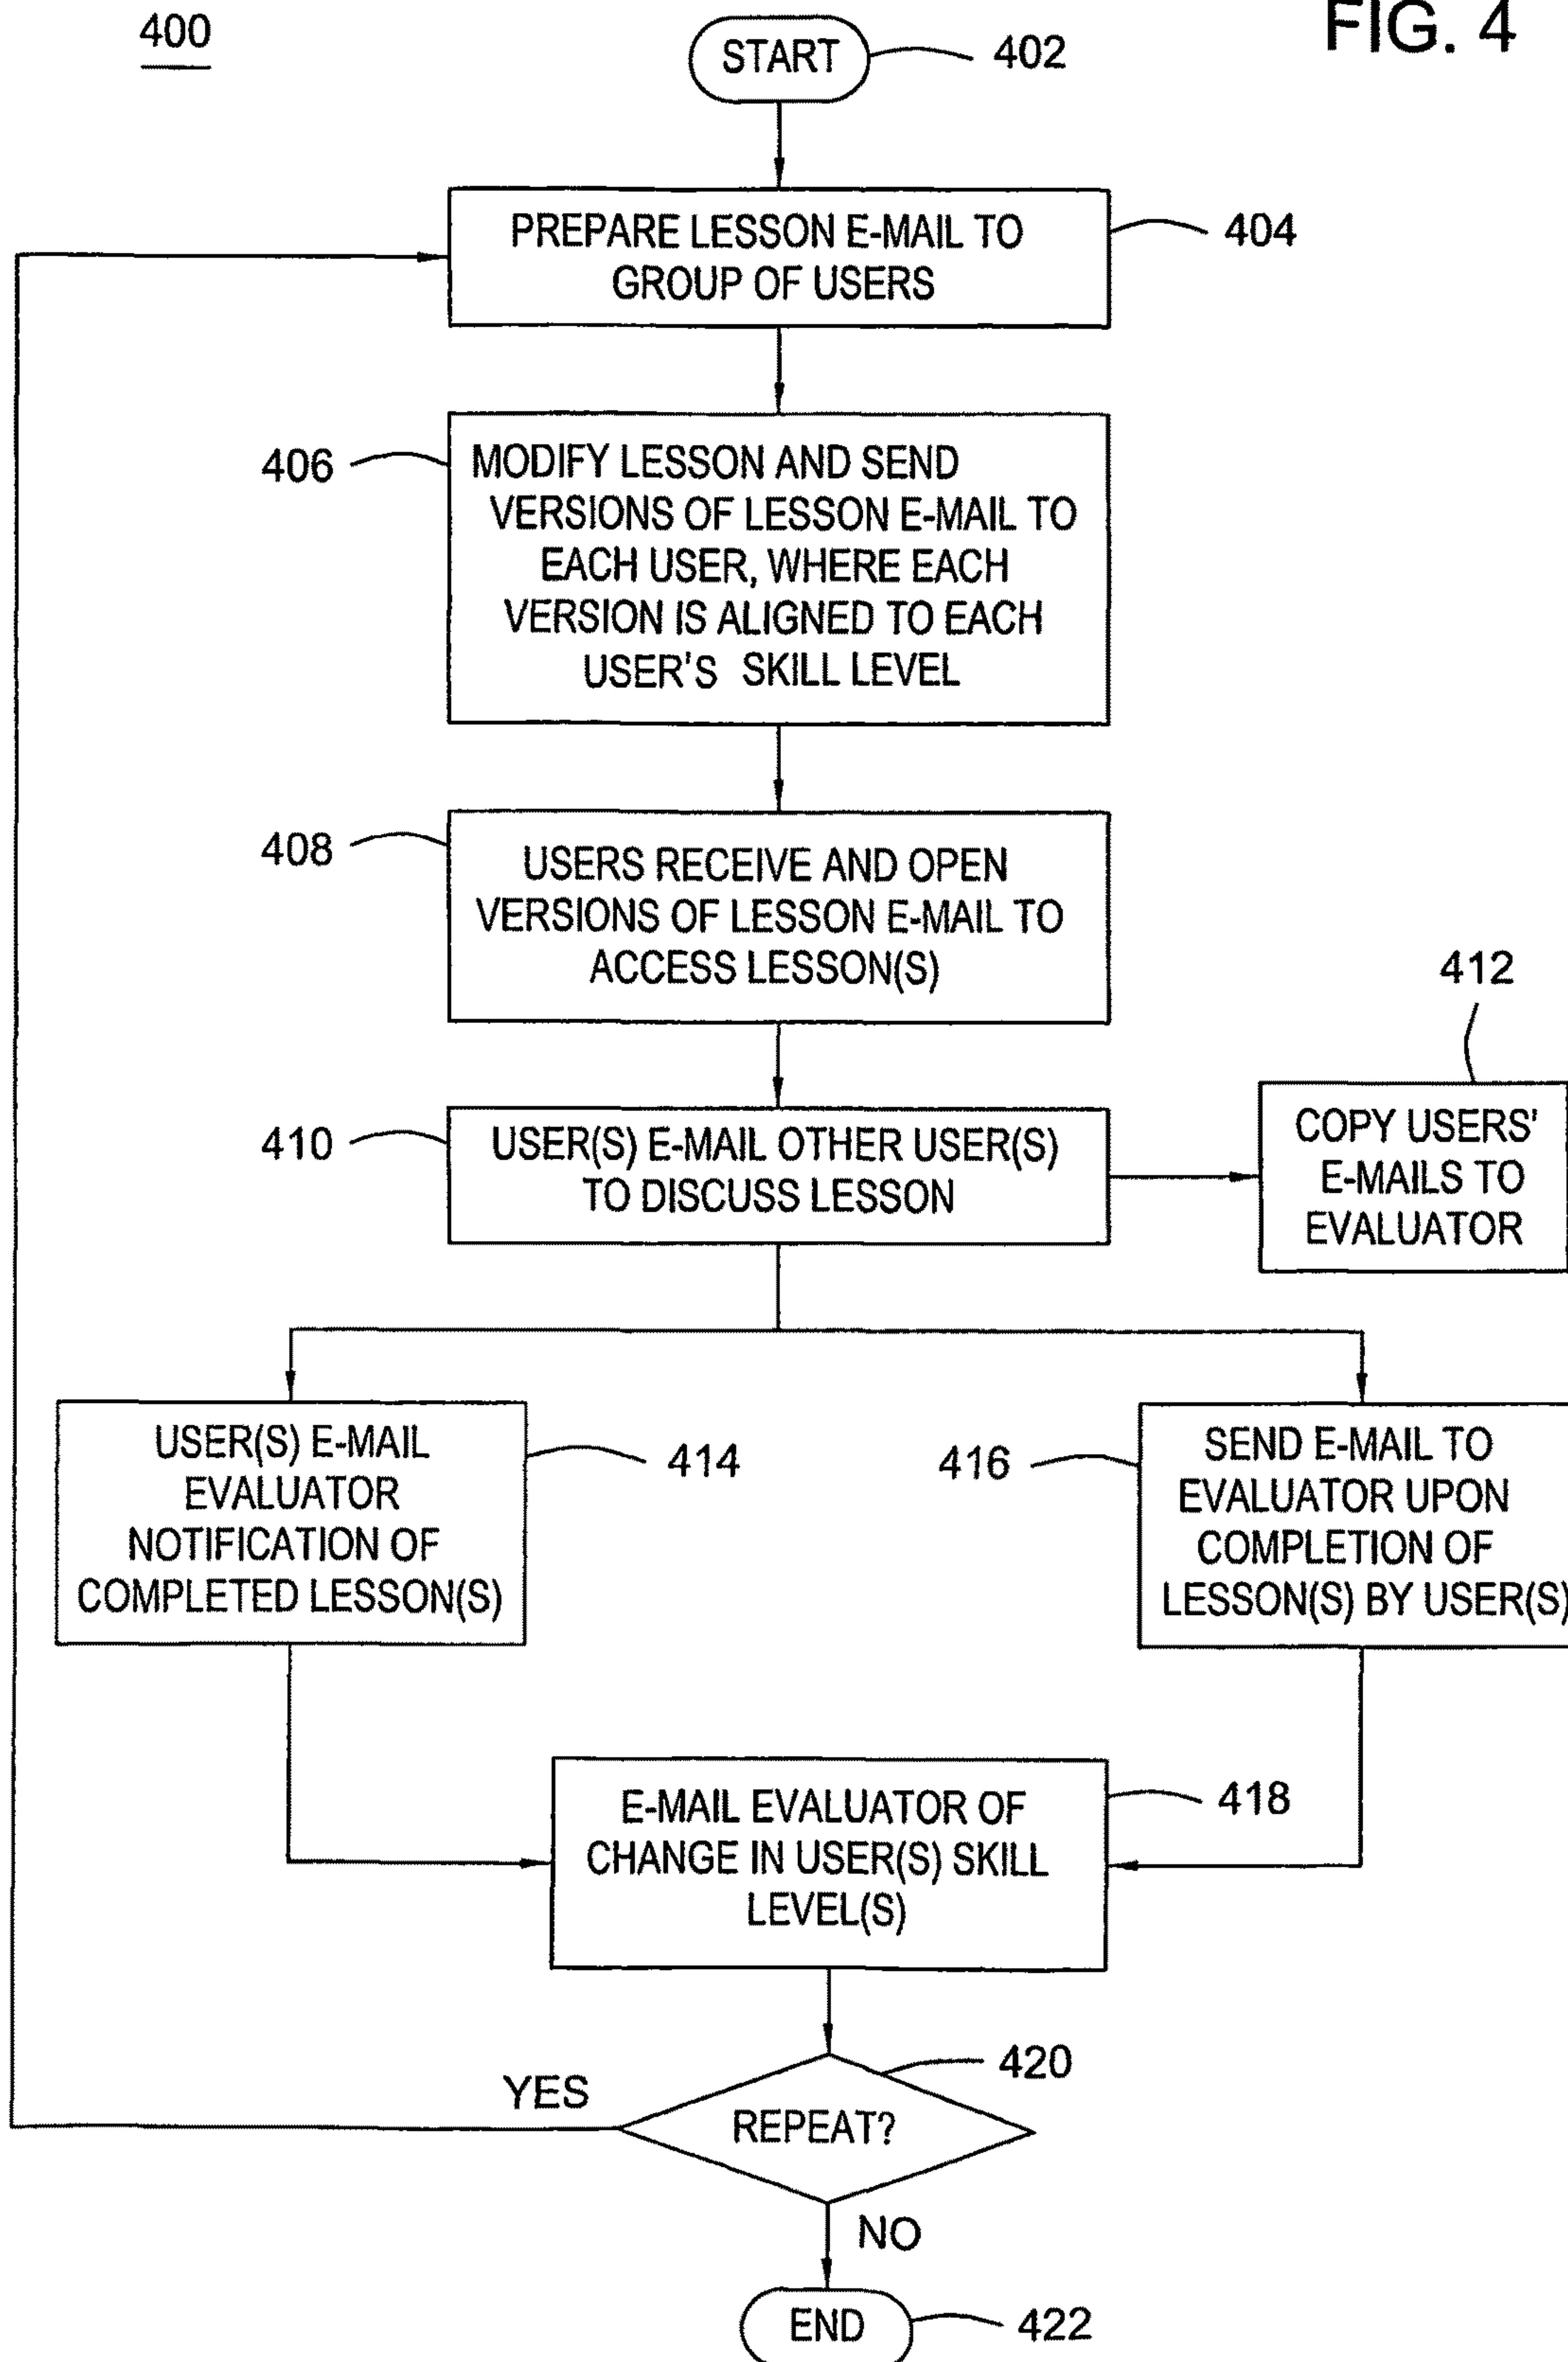 400
FIG. 4
START
402
PREPARE LESSON E-MAIL TO
GROUP OF USERS
404
406
MODIFY LESSON AND SEND
VERSIONS OF LESSON E-MAIL TO
EACH USER, WHERE EACH
VERSION IS ALIGNED TO EACH
USER'S SKILL LEVEL
408
USERS RECEIVE AND OPEN
VERSIONS OF LESSON E-MAIL TO
ACCESS LESSON(S)
410
USER(S) E-MAIL OTHER USER(S)
TO DISCUSS LESSON
412
COPY USERS'
E-MAILS TO
EVALUATOR
USER(S) E-MAIL
EVALUATOR
NOTIFICATION OF
COMPLETED LESSON(S)
414
416
SEND E-MAIL TO
EVALUATOR UPON
COMPLETION OF
LESSON(S) BY USER(S)
E-MAIL EVALUATOR OF
CHANGE IN USER(S) SKILL
LEVEL(S)
418
420
YES
REPEAT?
NO
END
422